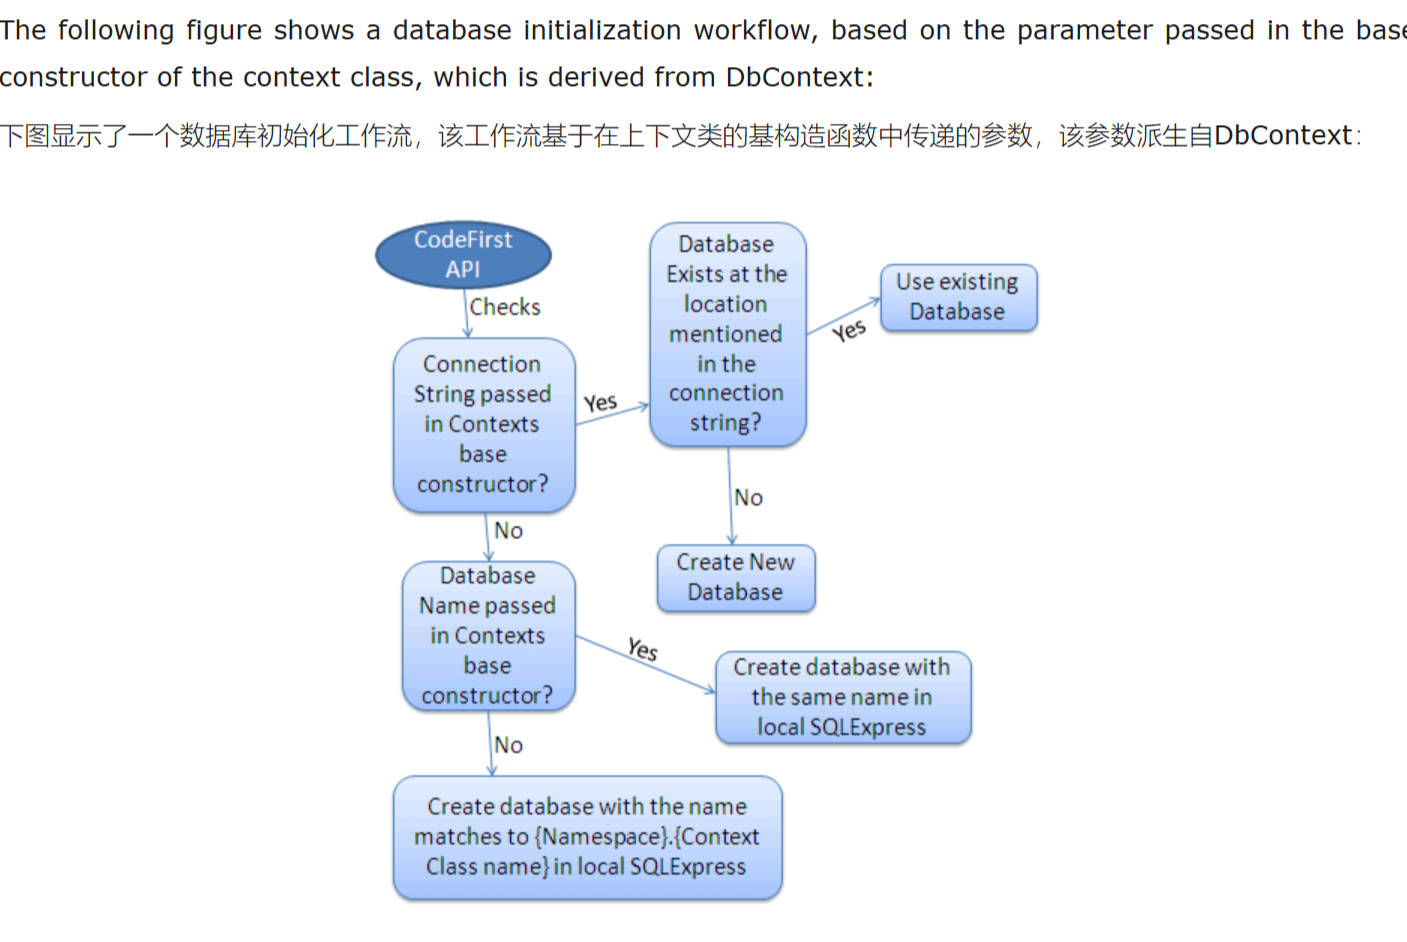 The following figure shows a database initialization workflow, based on the parameter passed in the base
constructor of the context class, which is derived from DbContext:
下图显示了一个数据库初始化工作流，该工作流基于在上下文类的基构造函数中传递的参数，该参数派生自DbContext：
CodeFirst
API
Checks
Connection
String passed
in Contexts
base
constructor?
Yes
Database
Exists at the
location
mentioned
in the
connection
string?
Yes
Use existing
Database
No
Create New
Database
No
Database
Name passed
in Contexts
base
constructor?
Yes
Create database with
the same name in
local SQLExpress
No
Create database with the name
matches to {Namespace}.{Context
Class name} in local SQLExpress